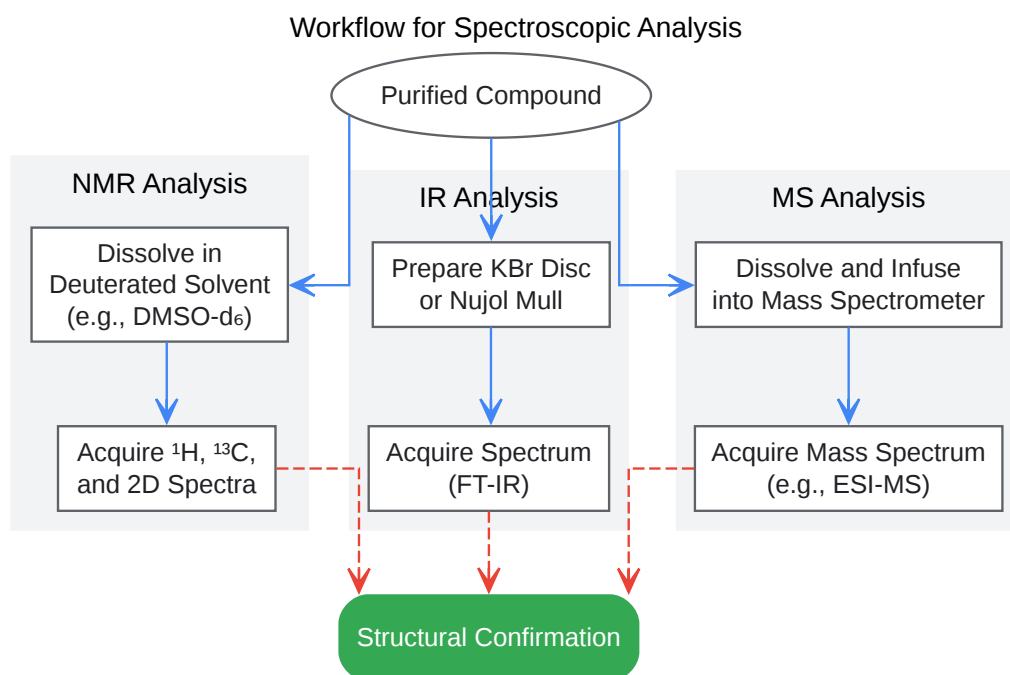 Workflow for Spectroscopic Analysis
Purified Compound
NMR Analysis
Dissolve in
Deuterated Solvent
(e.g., DMSO-d₆)
Acquire ¹H, ¹³C,
and 2D Spectra
IR Analysis
Prepare KBr Disc
or Nujol Mull
Acquire Spectrum
(FT-IR)
MS Analysis
Dissolve and Infuse
into Mass Spectrometer
Acquire Mass Spectrum
(e.g., ESI-MS)
Structural Confirmation